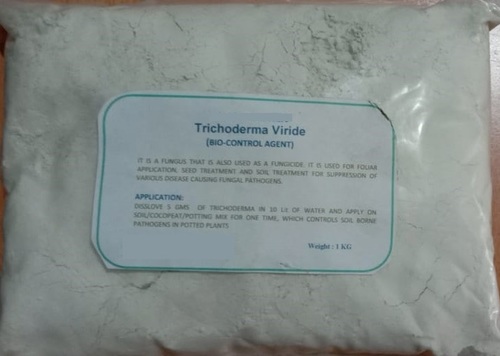 Trichoderma Viride
(BIO-CONTROL AGENT)
IT IS A FUNGUS THAT IS ALSO USED AS A FUNGICIDE. IT IS USED FOR FOLIAR
APPLICATION, SEED TREATMENT AND SOIL TREATMENT FOR SUPPRESSION OF
VARIOUS DISEASE CAUSING FUNGAL PATHOGENS.
APPLICATION:
DISSLOVE 5 GMS OF TRICHODERMA IN 10 Lit OF WATER AND APPLY ON
SOIL/COCOPEAT/POTTING MIX FOR ONE TIME, WHICH CONTROLS SOIL BORNE
PATHOGENS IN POTTED PLANTS
Weight : 1 KG